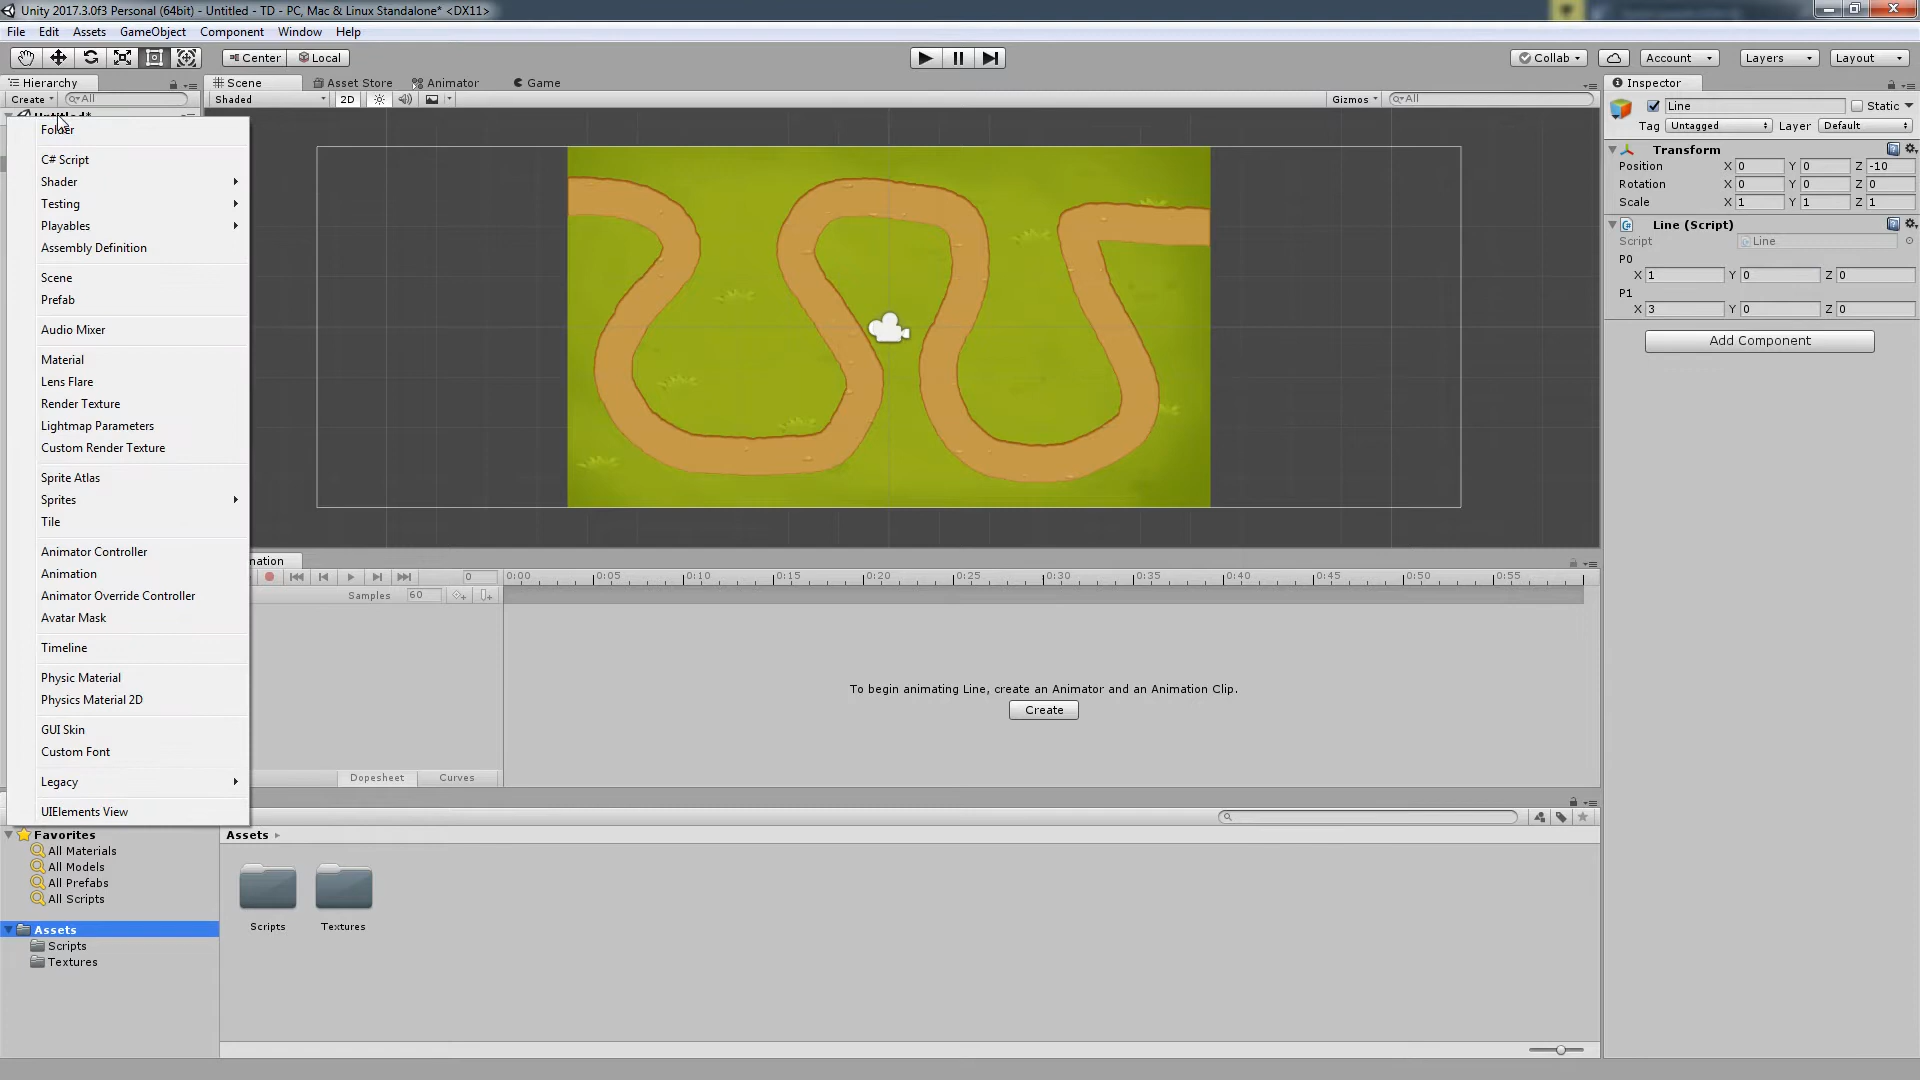 Unity 2017.3.0f3 Personal (64bit) - Untitled - TD - PC, Mac & Linux Standalone* <DX11>
File Edit Assets GameObject Component Window Help
Center Local Collab Account Layers Layout
Hierarchy Scene Asset Store Animator Game Inspector
Create All Shaded 2D Gizmos All
Untitled*
Line Static
Tag Untagged Layer Default
Transform
Position X 0 Y 0 Z -10
Rotation X 0 Y 0 Z 0
Scale X 1 Y 1 Z 1
Line (Script)
Script Line
P0
X 1 Y 0 Z 0
P1
X 3 Y 0 Z 0
Add Component
Folder
C# Script
Shader
Testing
Playables
Assembly Definition
Scene
Prefab
Audio Mixer
Material
Lens Flare
Render Texture
Lightmap Parameters
Custom Render Texture
Sprite Atlas
Sprites
Tile
Animator Controller
Animation
Animator Override Controller
Avatar Mask
Timeline
Physic Material
Physics Material 2D
GUI Skin
Custom Font
Legacy
UIElements View
nation
0 0:00 0:05 0:10 0:15 0:20 0:25 0:30 0:35 0:40 0:45 0:50 0:55
Samples 60
To begin animating Line, create an Animator and an Animation Clip.
Create
Dopesheet Curves
Favorites
All Materials
All Models
All Prefabs
All Scripts
Assets
Scripts
Textures
Assets
Scripts Textures